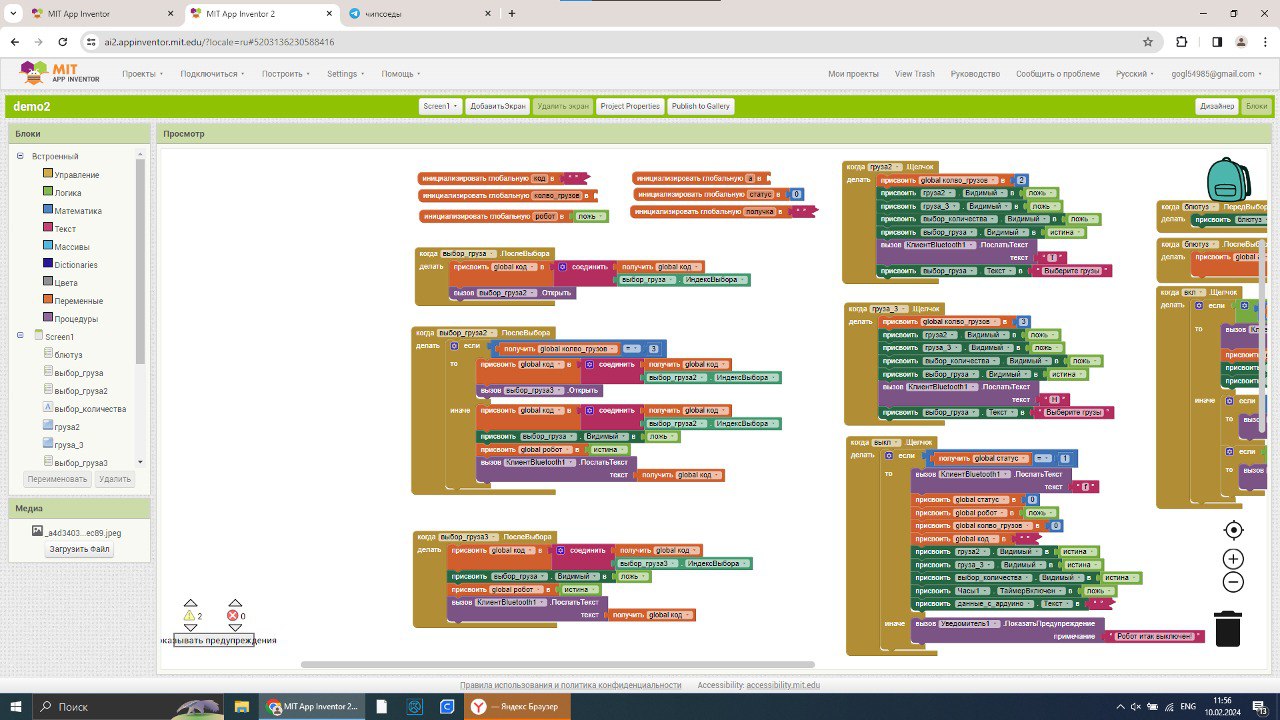 MIT App Inventor
MIT App Inventor
чипсоеды
ai2.appinventor.mit.edu/?locale=ru#5203136230588416
MIT
APP INVENTOR
Проекты
Подключиться
Построить
Settings
Помощь
Мои проекты
View Trash
Руководство
Сообщить о проблеме
Русский
gogl64985@gmail.com
demo2
Screen1
ДобавитьЭкран
Удалить экран
Project Properties
Publish to Gallery
Дизайнер
Блоки
Блоки
Встроенный
Управление
Логика
Математика
Текст
Массивы
Dictionaries
Цвета
Переменные
Процедуры
Screen1
блютуз
выбор_груза
выбор_груза2
выбор_количества
груза2
груза_3
выбор_груза3
Переименовать
Удалить
Медиа
_a4d3403...ec89.jpeg
Загрузить Файл
Просмотр
2
0
оказывать предупреждения
инициализировать глобальную код в " "
инициализировать глобальную колво_грузов в
инициализировать глобальную робот в ложь
инициализировать глобальную a в
инициализировать глобальную статус в 0
инициализировать глобальную получка в " "
когда выбор_груза .ПослеВыбора
делать присвоить global код в соединить получить global код
выбор_груза . ИндексВыбора
вызов выбор_груза2 .Открыть
когда выбор_груза2 .ПослеВыбора
делать если получить global колво_грузов = 3
то присвоить global код в соединить получить global код
выбор_груза2 . ИндексВыбора
вызов выбор_груза3 .Открыть
иначе присвоить global код в соединить получить global код
выбор_груза2 . ИндексВыбора
присвоить выбор_груза . Видимый в ложь
присвоить global робот в истина
вызов КлиентBluetooth1 .ПослатьТекст
текст получить global код
когда выбор_груза3 .ПослеВыбора
делать присвоить global код в соединить получить global код
выбор_груза3 . ИндексВыбора
присвоить выбор_груза . Видимый в ложь
присвоить global робот в истина
вызов КлиентBluetooth1 .ПослатьТекст
текст получить global код
когда груза2 .Щелчок
делать присвоить global колво_грузов в 2
присвоить груза2 . Видимый в ложь
присвоить груза_3 . Видимый в ложь
присвоить выбор_количества . Видимый в ложь
присвоить выбор_груза . Видимый в истина
вызов КлиентBluetooth1 .ПослатьТекст
текст
присвоить выбор_груза . Текст в " Выберите грузы "
когда груза_3 .Щелчок
делать присвоить global колво_грузов в 3
присвоить груза2 . Видимый в ложь
присвоить груза_3 . Видимый в ложь
присвоить выбор_количества . Видимый в ложь
присвоить выбор_груза . Видимый в истина
вызов КлиентBluetooth1 .ПослатьТекст
текст
присвоить выбор_груза . Текст в " Выберите грузы "
когда выкл .Щелчок
делать если получить global статус = 1
то вызов КлиентBluetooth1 .ПослатьТекст
текст " f "
присвоить global статус в 0
присвоить global робот в ложь
присвоить global колво_грузов в 0
присвоить global код в " "
присвоить груза2 . Видимый в истина
присвоить груза_3 . Видимый в истина
присвоить выбор_количества . Видимый в истина
присвоить Часы1 . ТаймерВключен в ложь
присвоить данные_с_ардуино . Текст в " "
иначе вызов Уведомитель1 .ПоказатьПредупреждение
примечание " Робот итак выключен! "
когда блютуз .ПередВыбор
делать присвоить блютуз
когда блютуз .ПослеВыбо
делать присвоить global
когда вкл .Щелчок
делать если
то вызов К
присвоить
присвоить
присвоить
иначе если
то вызов
если
то вызов
Правила использования и политика конфиденциальности
Accessibility: accessibility.mit.edu
Поиск
MIT App Inventor 2...
— Яндекс Браузер
ENG
11:56
10.02.2024